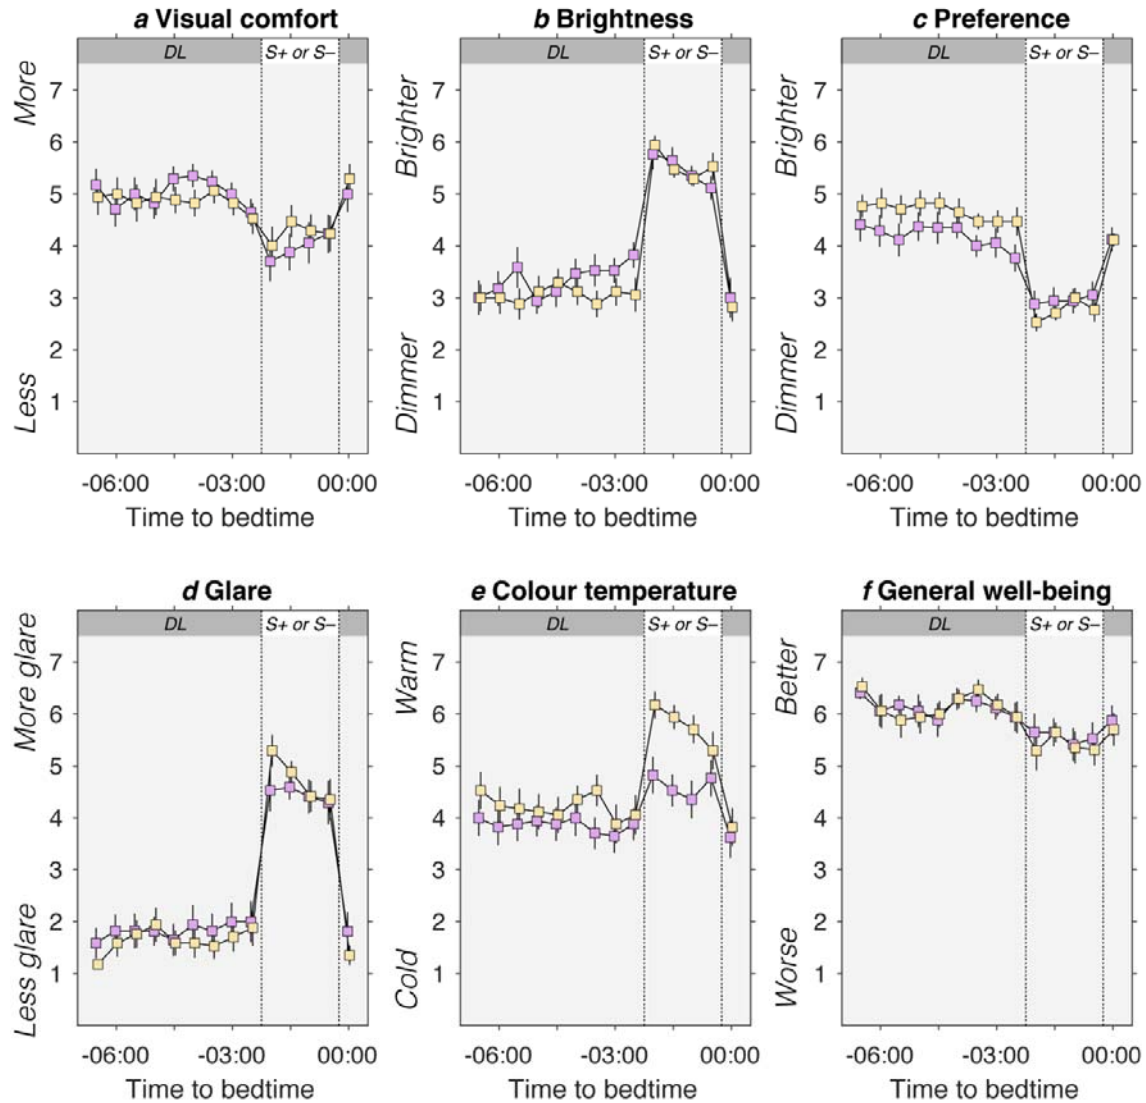 a Visual comfort
b Brightness
c Preference
DL
S+ or S–
DL
S+ or S–
DL
S+ or S–
More
Less
7
6
5
4
3
2
1
Brighter
Dimmer
7
6
5
4
3
2
1
Brighter
Dimmer
7
6
5
4
3
2
1
-06:00 -03:00 00:00
-06:00 -03:00 00:00
-06:00 -03:00 00:00
Time to bedtime
Time to bedtime
Time to bedtime
d Glare
e Colour temperature
f General well-being
DL
S+ or S–
DL
S+ or S–
DL
S+ or S–
More glare
Less glare
7
6
5
4
3
2
1
Warm
Cold
7
6
5
4
3
2
1
Better
Worse
7
6
5
4
3
2
1
-06:00 -03:00 00:00
-06:00 -03:00 00:00
-06:00 -03:00 00:00
Time to bedtime
Time to bedtime
Time to bedtime